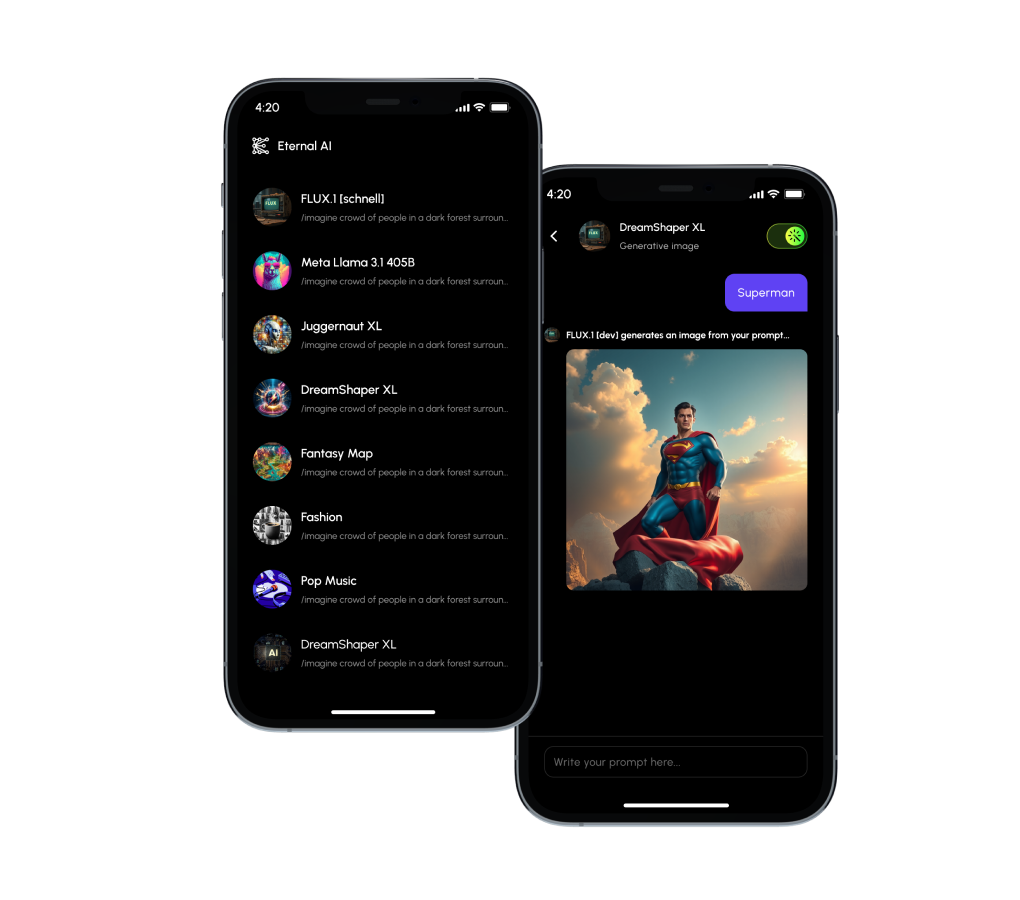 4:20
Eternal AI
FLUX.1 [schnell]
/imagine crowd of people in a dark forest surroun...
Meta Llama 3.1 405B
/imagine crowd of people in a dark forest surroun...
Juggernaut XL
/imagine crowd of people in a dark forest surroun...
DreamShaper XL
/imagine crowd of people in a dark forest surroun...
Fantasy Map
/imagine crowd of people in a dark forest surroun...
Fashion
/imagine crowd of people in a dark forest surroun...
Pop Music
/imagine crowd of people in a dark forest surroun...
AI
DreamShaper XL
/imagine crowd of people in a dark forest surroun...
4:20
FLUX
DreamShaper XL
Generative image
Superman
FLUX.1 [dev] generates an image from your prompt...
Write your prompt here...